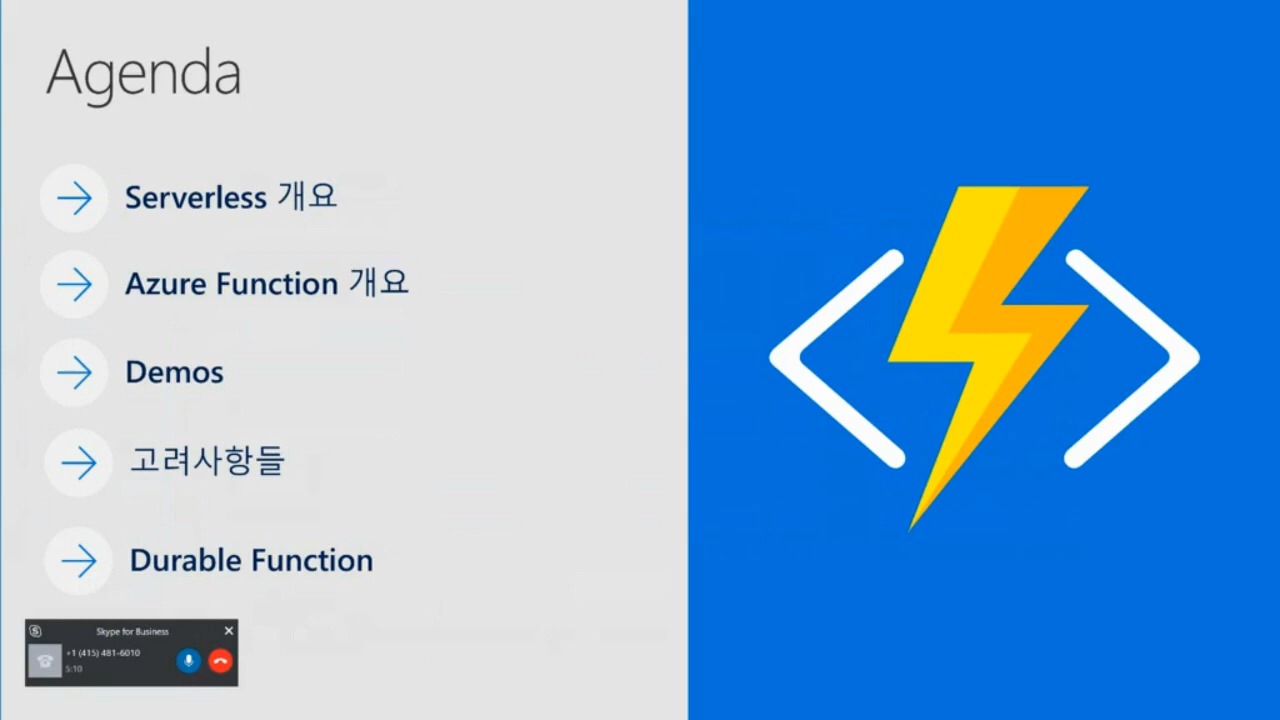 Agenda
Serverless 개요
Azure Function 개요
Demos
고려사항들
Durable Function
Skype for Business
+1 (415) 481-6010
5:10